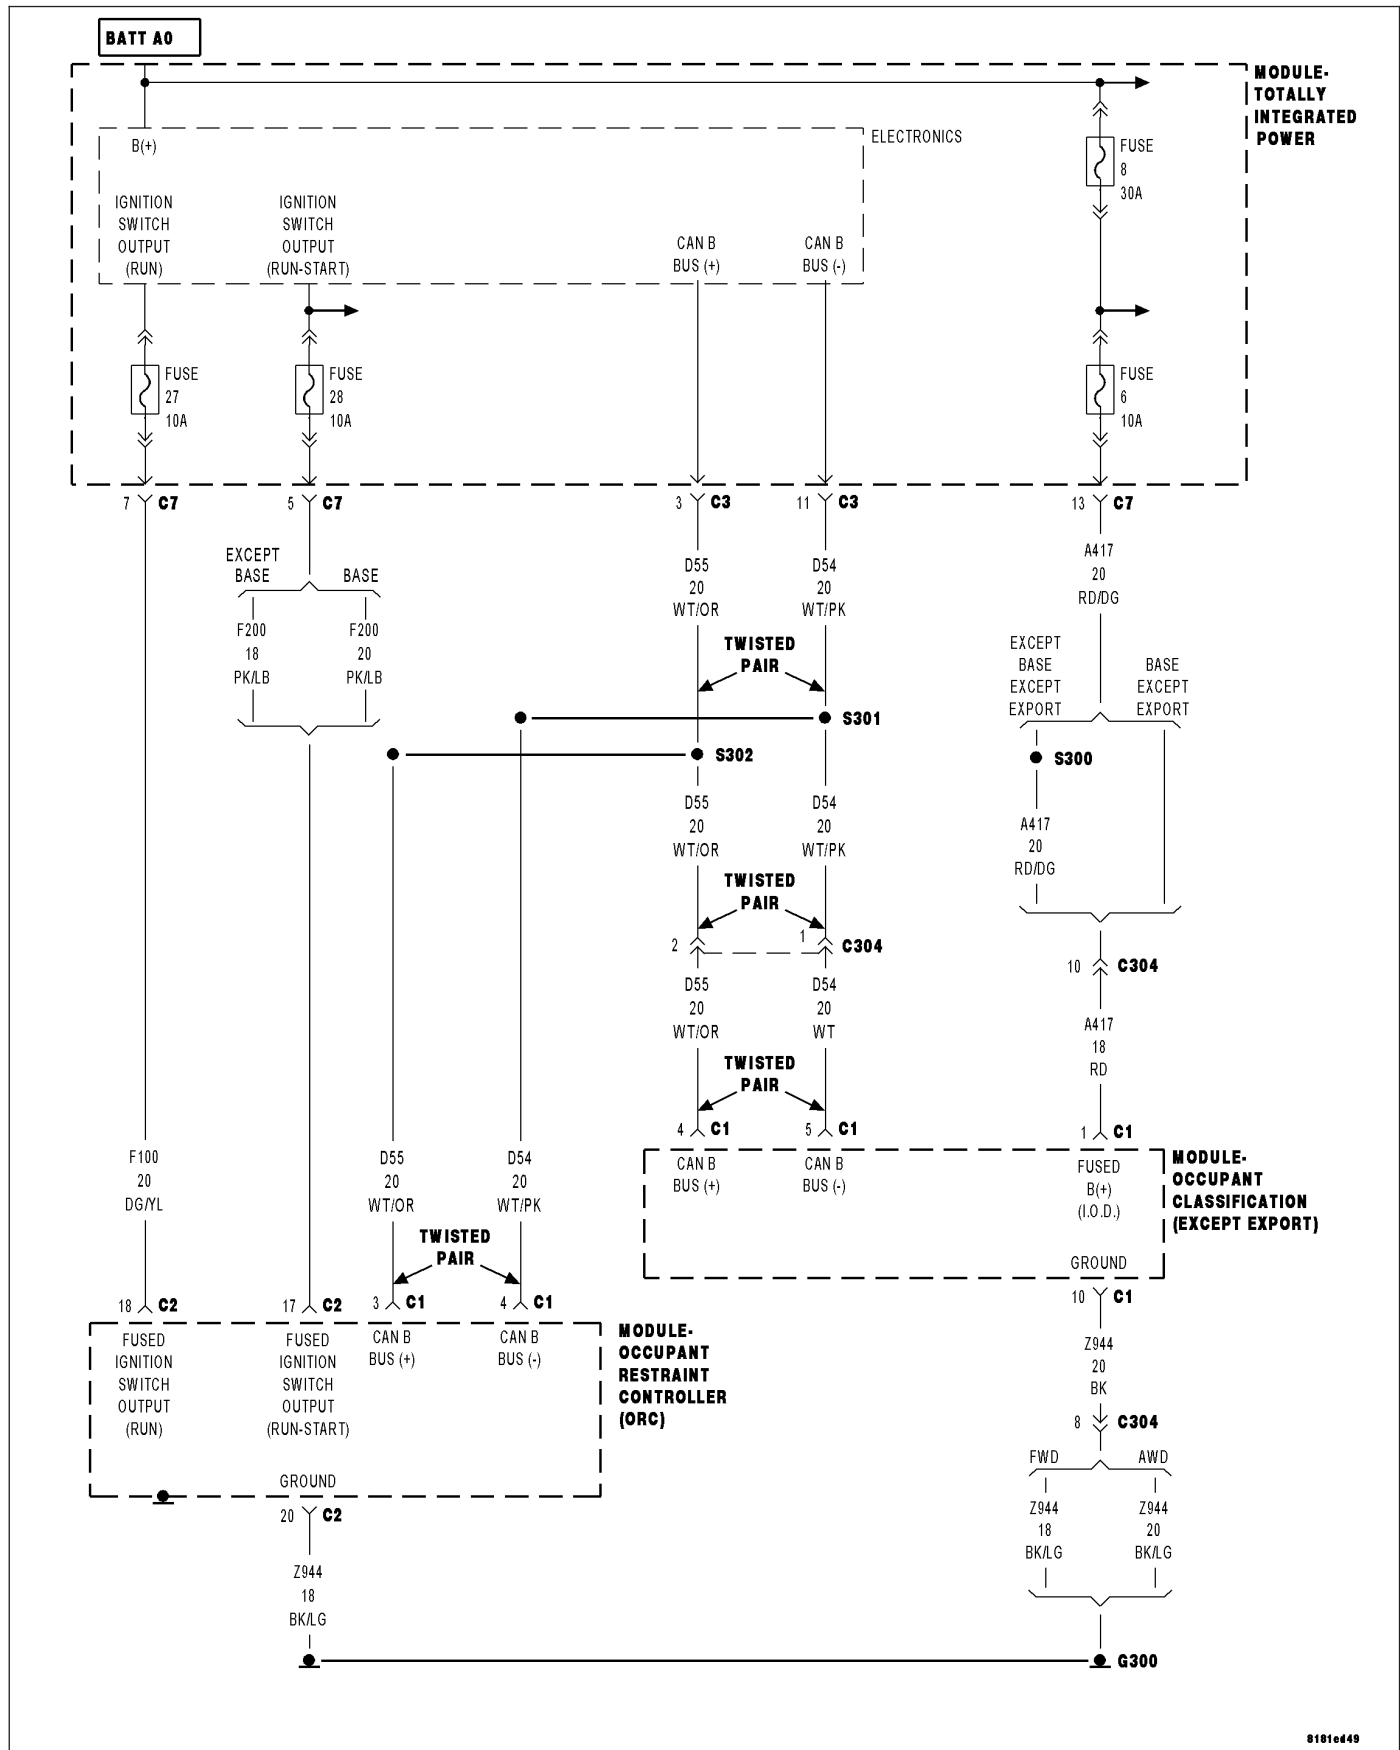 BATT A0
MODULE-
TOTALLY
INTEGRATED
POWER
ELECTRONICS
B(+)
IGNITION
SWITCH
OUTPUT
(RUN)
IGNITION
SWITCH
OUTPUT
(RUN-START)
CAN B
BUS (+)
CAN B
BUS (-)
FUSE
8
30A
FUSE
27
10A
FUSE
28
10A
FUSE
6
10A
7 C7
5 C7
3 C3
11 C3
13 C7
EXCEPT
BASE
BASE
F200
18
PK/LB
F200
20
PK/LB
D55
20
WT/OR
D54
20
WT/PK
A417
20
RD/DG
TWISTED
PAIR
EXCEPT
BASE
EXCEPT
EXPORT
BASE
EXCEPT
EXPORT
S301
S302
S300
D55
20
WT/OR
D54
20
WT/PK
A417
20
RD/DG
TWISTED
PAIR
2
1
C304
10 C304
D55
20
WT/OR
D54
20
WT
A417
18
RD
TWISTED
PAIR
4 C1
5 C1
1 C1
CAN B
BUS (+)
CAN B
BUS (-)
FUSED
B(+)
(I.O.D.)
GROUND
MODULE-
OCCUPANT
CLASSIFICATION
(EXCEPT EXPORT)
F100
20
DG/YL
D55
20
WT/OR
D54
20
WT/PK
TWISTED
PAIR
18 C2
17 C2
3 C1
4 C1
10 C1
FUSED
IGNITION
SWITCH
OUTPUT
(RUN)
FUSED
IGNITION
SWITCH
OUTPUT
(RUN-START)
CAN B
BUS (+)
CAN B
BUS (-)
GROUND
MODULE-
OCCUPANT
RESTRAINT
CONTROLLER
(ORC)
Z944
20
BK
8 C304
FWD
AWD
Z944
18
BK/LG
Z944
20
BK/LG
20 C2
Z944
18
BK/LG
G300
8181ed49